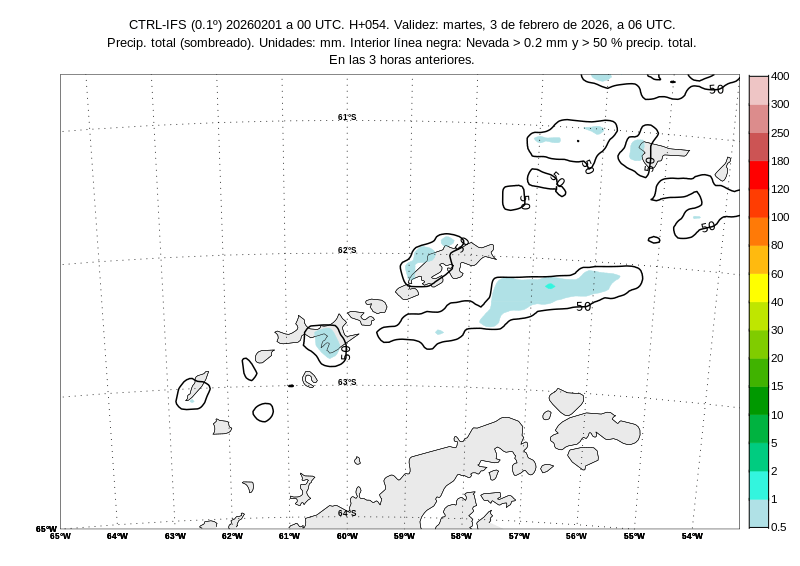 CTRL-IFS (0.1º) 20260201 a 00 UTC. H+054. Validez: martes, 3 de febrero de 2026, a 06 UTC.
Precip. total (sombreado). Unidades: mm. Interior línea negra: Nevada > 0.2 mm y > 50 % precip. total.
En las 3 horas anteriores.
400
300
250
180
120
100
80
60
40
30
20
15
10
5
2
1
0.5
50
61°S
50
50
50
50
50
62°S
50
50
50
63°S
64°S
65°W
65°W
64°W
63°W
62°W
61°W
60°W
59°W
58°W
57°W
56°W
55°W
54°W